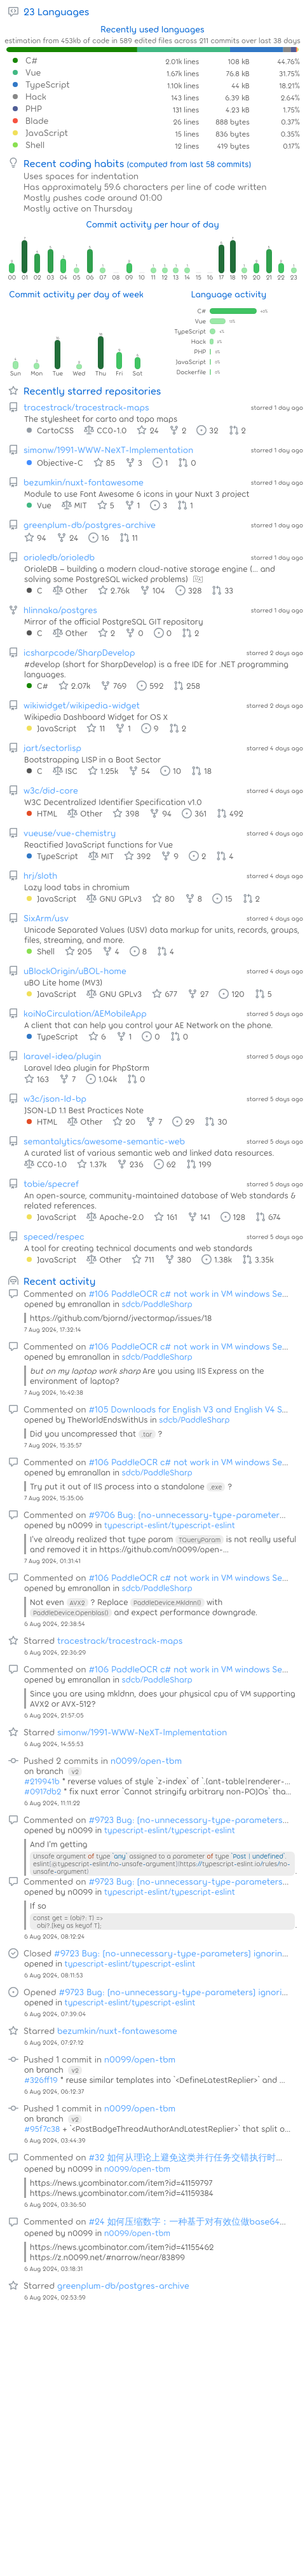 23 Languages
Recently used languages
estimation from 453kb of code in 589 edited files across 211 commits over last 38 days
C# 2.01k lines 108 kB 44.76%
Vue 1.67k lines 76.8 kB 31.75%
TypeScript 1.10k lines 44 kB 18.21%
Hack 143 lines 6.39 kB 2.64%
PHP 131 lines 4.23 kB 1.75%
Blade 26 lines 888 bytes 0.37%
JavaScript 15 lines 836 bytes 0.35%
Shell 12 lines 419 bytes 0.17%
Recent coding habits (computed from last 58 commits)
Uses spaces for indentation
Has approximately 59.6 characters per line of code written
Mostly pushes code around 01:00
Mostly active on Thursday
Commit activity per hour of day
00 01 02 03 04 05 06 07 08 09 10 11 12 13 14 15 16 17 18 19 20 21 22 23
Commit activity per day of week
Language activity
C#
Vue
TypeScript
Hack
PHP
JavaScript
Dockerfile
Sun Mon Tue Wed Thu Fri Sat
Recently starred repositories
tracestrack/tracestrack-maps starred 1 day ago
The stylesheet for carto and topo maps
CartoCSS CC0-1.0 24 2 32 2
simonw/1991-WWW-NeXT-Implementation starred 1 day ago
Objective-C 85 3 1 0
bezumkin/nuxt-fontawesome starred 1 day ago
Module to use Font Awesome 6 icons in your Nuxt 3 project
Vue MIT 5 1 3 1
greenplum-db/postgres-archive starred 1 day ago
94 24 16 11
orioledb/orioledb starred 1 day ago
OrioleDB – building a modern cloud-native storage engine (... and
solving some PostgreSQL wicked problems)
C Other 2.76k 104 328 33
hlinnaka/postgres starred 1 day ago
Mirror of the official PostgreSQL GIT repository
C Other 2 0 0 2
icsharpcode/SharpDevelop starred 2 days ago
#develop (short for SharpDevelop) is a free IDE for .NET programming
languages.
C# 2.07k 769 592 258
wikiwidget/wikipedia-widget starred 2 days ago
Wikipedia Dashboard Widget for OS X
JavaScript 11 1 9 2
jart/sectorlisp starred 4 days ago
Bootstrapping LISP in a Boot Sector
C ISC 1.25k 54 10 18
w3c/did-core starred 4 days ago
W3C Decentralized Identifier Specification v1.0
HTML Other 398 94 361 492
vueuse/vue-chemistry starred 4 days ago
Reactified JavaScript functions for Vue
TypeScript MIT 392 9 2 4
hrj/sloth starred 4 days ago
Lazy load tabs in chromium
JavaScript GNU GPLv3 80 8 15 2
SixArm/usv starred 4 days ago
Unicode Separated Values (USV) data markup for units, records, groups,
files, streaming, and more.
Shell 205 4 8 4
uBlockOrigin/uBOL-home starred 4 days ago
uBO Lite home (MV3)
JavaScript GNU GPLv3 677 27 120 5
koiNoCirculation/AEMobileApp starred 5 days ago
A client that can help you control your AE Network on the phone.
TypeScript 6 1 0 0
laravel-idea/plugin starred 5 days ago
Laravel Idea plugin for PhpStorm
163 7 1.04k 0
w3c/json-ld-bp starred 5 days ago
JSON-LD 1.1 Best Practices Note
HTML Other 20 7 29 30
semantalytics/awesome-semantic-web starred 5 days ago
A curated list of various semantic web and linked data resources.
CC0-1.0 1.37k 236 62 199
tobie/specref starred 5 days ago
An open-source, community-maintained database of Web standards &
related references.
JavaScript Apache-2.0 161 141 128 674
speced/respec starred 5 days ago
A tool for creating technical documents and web standards
JavaScript Other 711 380 1.38k 3.35k
Recent activity
Commented on #106 PaddleOCR c# not work in VM windows Se...
opened by emranallan in sdcb/PaddleSharp
https://github.com/bjornd/jvectormap/issues/18
7 Aug 2024, 17:32:14
Commented on #106 PaddleOCR c# not work in VM windows Se...
opened by emranallan in sdcb/PaddleSharp
but on my laptop work sharp Are you using IIS Express on the
environment of laptop?
7 Aug 2024, 16:42:38
Commented on #105 Downloads for English V3 and English V4 S...
opened by TheWorldEndsWithUs in sdcb/PaddleSharp
Did you uncompressed that .tar ?
7 Aug 2024, 15:35:57
Commented on #106 PaddleOCR c# not work in VM windows Se...
opened by emranallan in sdcb/PaddleSharp
Try put it out of IIS process into a standalone .exe ?
7 Aug 2024, 15:35:06
Commented on #9706 Bug: [no-unnecessary-type-parameter...
opened by n0099 in typescript-eslint/typescript-eslint
I've already realized that type param TQueryParam is not really useful
and removed it in https://github.com/n0099/open-...
7 Aug 2024, 01:31:41
Commented on #106 PaddleOCR c# not work in VM windows Se...
opened by emranallan in sdcb/PaddleSharp
Not even AVX2 ? Replace PaddleDevice.Mkldnn() with
PaddleDevice.Openblas() and expect performance downgrade.
6 Aug 2024, 22:38:54
Starred tracestrack/tracestrack-maps
6 Aug 2024, 22:36:29
Commented on #106 PaddleOCR c# not work in VM windows Se...
opened by emranallan in sdcb/PaddleSharp
Since you are using mkldnn, does your physical cpu of VM supporting
AVX2 or AVX-512?
6 Aug 2024, 21:57:05
Starred simonw/1991-WWW-NeXT-Implementation
6 Aug 2024, 14:55:53
Pushed 2 commits in n0099/open-tbm
on branch v2
#219941b * reverse values of style `z-index` of `.(ant-table|renderer-...
#0917db2 * fix nuxt error `Cannot stringify arbitrary non-POJOs` tha...
6 Aug 2024, 11:11:22
Commented on #9723 Bug: [no-unnecessary-type-parameters...
opened by n0099 in typescript-eslint/typescript-eslint
And I'm getting
Unsafe argument of type `any` assigned to a parameter of type `Post | undefined`.
eslint(@typescript-eslint/no-unsafe-argument)(https://typescript-eslint.io/rules/no-
unsafe-argument)
Commented on #9723 Bug: [no-unnecessary-type-parameters...
opened by n0099 in typescript-eslint/typescript-eslint
If so
const get = (obj?: T) =>
obj?.[key as keyof T];
6 Aug 2024, 08:12:24
Closed #9723 Bug: [no-unnecessary-type-parameters] ignorin...
opened in typescript-eslint/typescript-eslint
6 Aug 2024, 08:11:53
Opened #9723 Bug: [no-unnecessary-type-parameters] ignori...
opened in typescript-eslint/typescript-eslint
6 Aug 2024, 07:39:04
Starred bezumkin/nuxt-fontawesome
6 Aug 2024, 07:27:12
Pushed 1 commit in n0099/open-tbm
on branch v2
#326ff19 * reuse similar templates into `<DefineLatestReplier>` and ...
6 Aug 2024, 06:12:37
Pushed 1 commit in n0099/open-tbm
on branch v2
#95f7c38 + `<PostBadgeThreadAuthorAndLatestReplier>` that split o...
6 Aug 2024, 03:44:39
Commented on #32 如何从理论上避免这类并行任务交错执行时...
opened by n0099 in n0099/open-tbm
https://news.ycombinator.com/item?id=41159797
https://news.ycombinator.com/item?id=41159384
6 Aug 2024, 03:36:50
Commented on #24 如何压缩数字：一种基于对有效位做base64...
opened by n0099 in n0099/open-tbm
https://news.ycombinator.com/item?id=41155462
https://z.n0099.net/#narrow/near/83899
6 Aug 2024, 03:18:31
Starred greenplum-db/postgres-archive
6 Aug 2024, 02:53:59